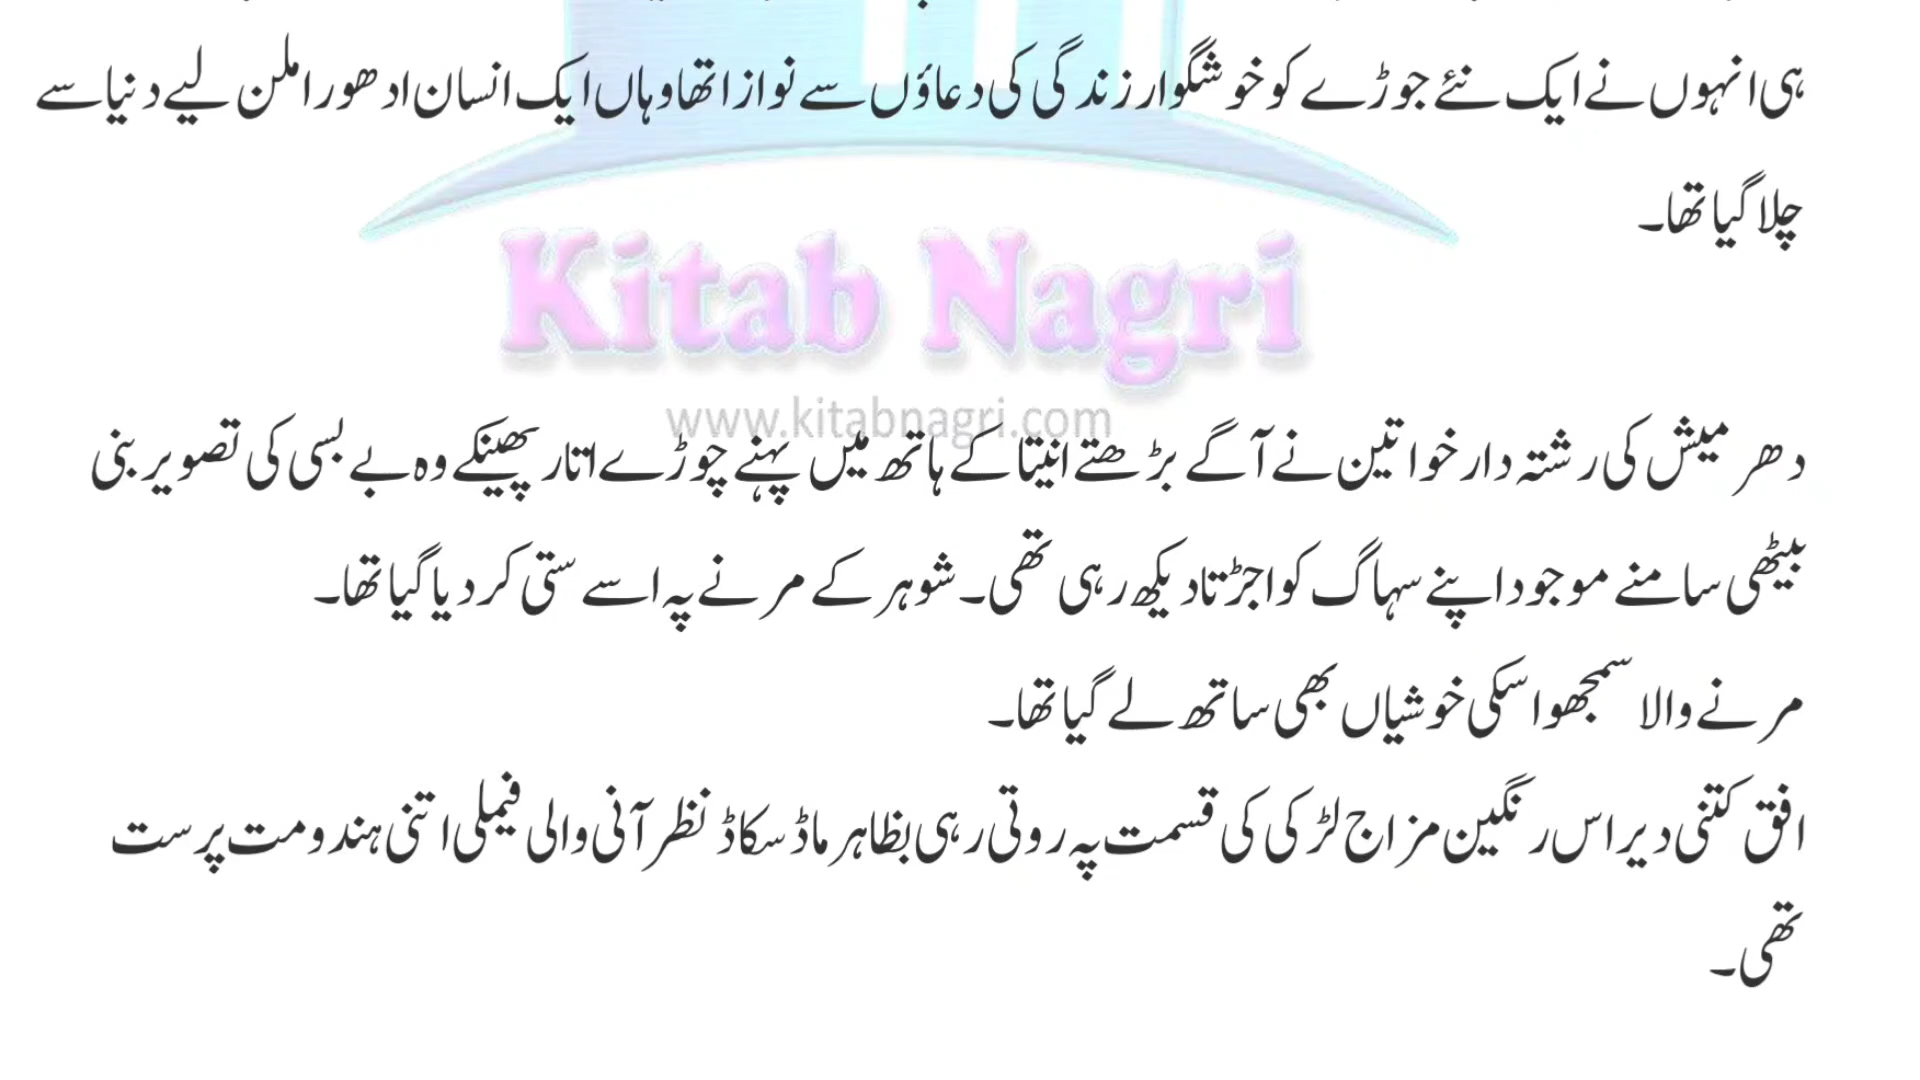 ہی انہوں نے ایک نئے جوڑے کو خوشگوار زندگی کی دعاؤں سے نوازا تھا وہاں ایک انسان ادھورا ملن لیے دنیا سے
چلا گیا تھا۔
Kitab Nagri
www.kitabnagri.com
دھر میش کی رشتہ دار خواتین نے آگے بڑھتے انیتا کے ہاتھ میں پہنے چوڑے اتار پھینکے وہ بے بسی کی تصویر بنی
بیٹھی سامنے موجود اپنے سہاگ کو اجڑتا دیکھ رہی تھی۔ شوہر کے مرنے پہ اسے ستی کر دیا گیا تھا۔
مرنے والا سمجھو اسکی خوشیاں بھی ساتھ لے گیا تھا۔
افق کتنی دیر اس رنگین مزاج لڑکی کی قسمت پہ روتی رہی بظاہر ماڈ سکاڈ نظر آنی والی فیملی اتنی ہندومت پرست
تھی۔